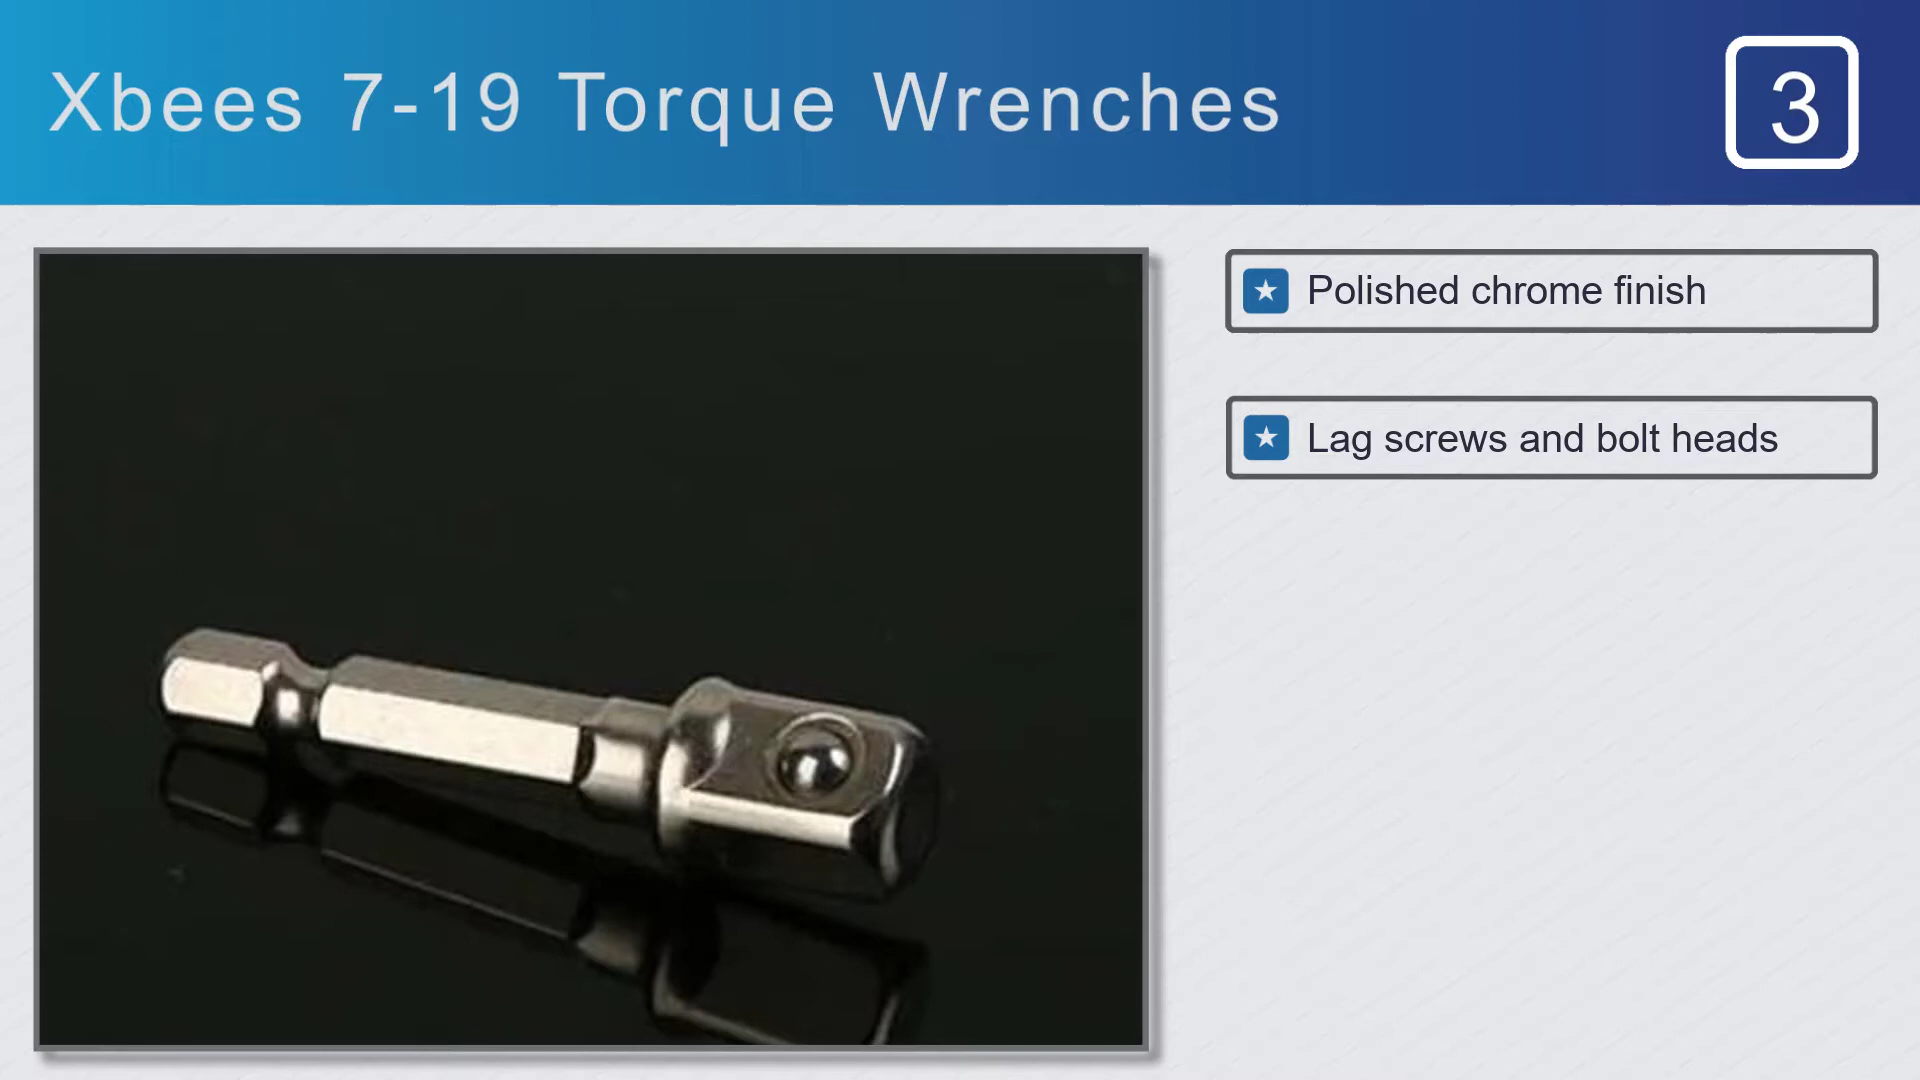 Xbees 7-19 Torque Wrenches
3
Polished chrome finish
Lag screws and bolt heads